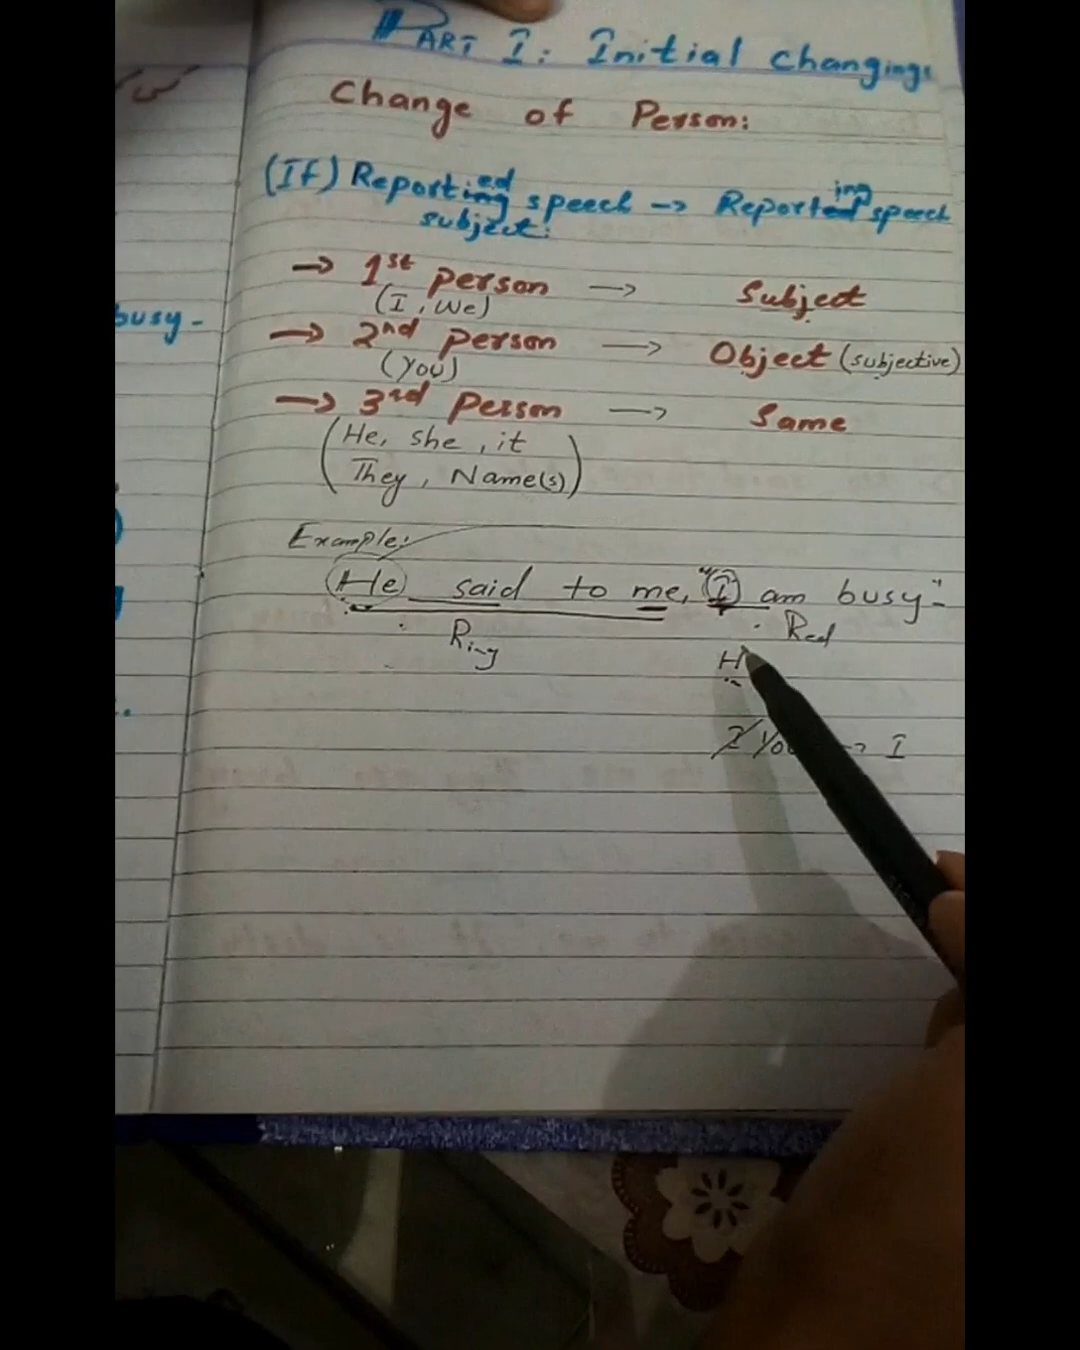 PART I: Initial changings
Change of Person:
(If) Reported speech -> Reporting speech
subject:
→ 1st person → Subject
(I, We)
→ 2nd person → Object (subjective)
(you)
busy-
→ 3rd Person → Same
(He, she, it
They, Name(s))
Example:
He said to me, "I am busy"-
Ring Red
H
→ I